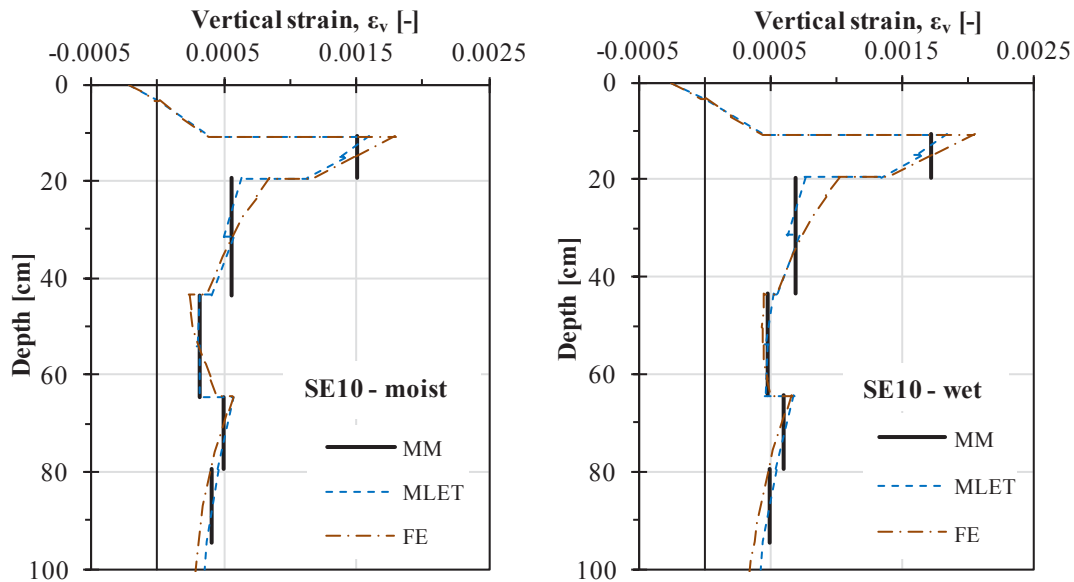 Vertical strain, εv [-]
-0.0005 0.0005 0.0015 0.0025
0
20
40
60
80
100
Depth [cm]
SE10 - moist
MM
MLET
FE
Vertical strain, εv [-]
-0.0005 0.0005 0.0015 0.0025
0
20
40
60
80
100
Depth [cm]
SE10 - wet
MM
MLET
FE